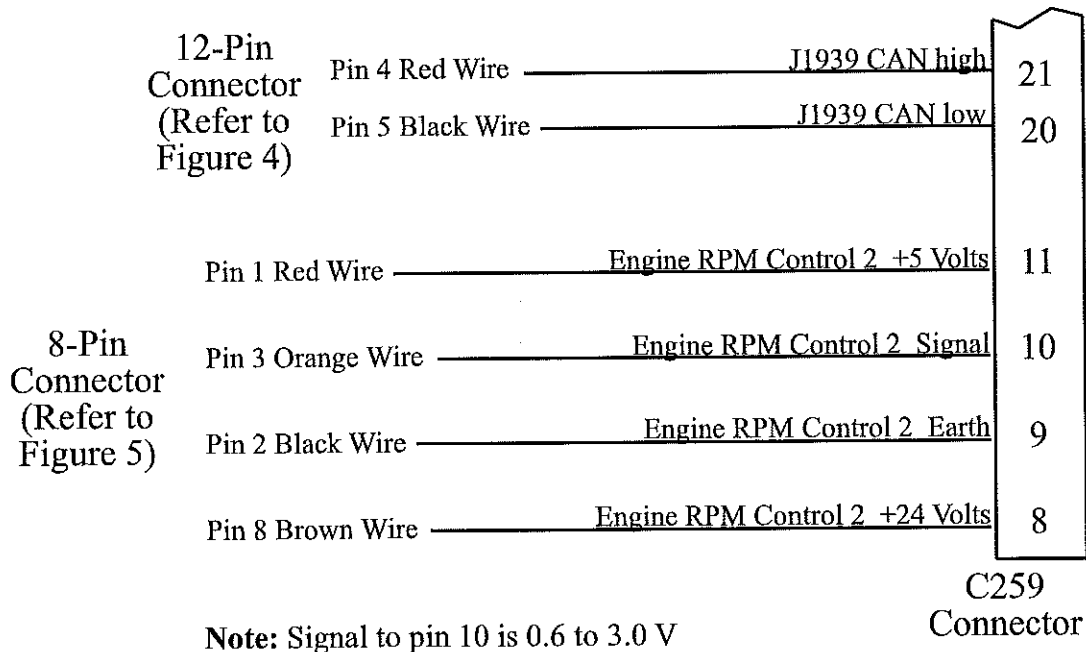 12-Pin
Connector
(Refer to
Figure 4)
Pin 4 Red Wire J1939 CAN high 21
Pin 5 Black Wire J1939 CAN low 20
8-Pin
Connector
(Refer to
Figure 5)
Pin 1 Red Wire Engine RPM Control 2 +5 Volts 11
Pin 3 Orange Wire Engine RPM Control 2 Signal 10
Pin 2 Black Wire Engine RPM Control 2 Earth 9
Pin 8 Brown Wire Engine RPM Control 2 +24 Volts 8
C259
Connector
Note: Signal to pin 10 is 0.6 to 3.0 V